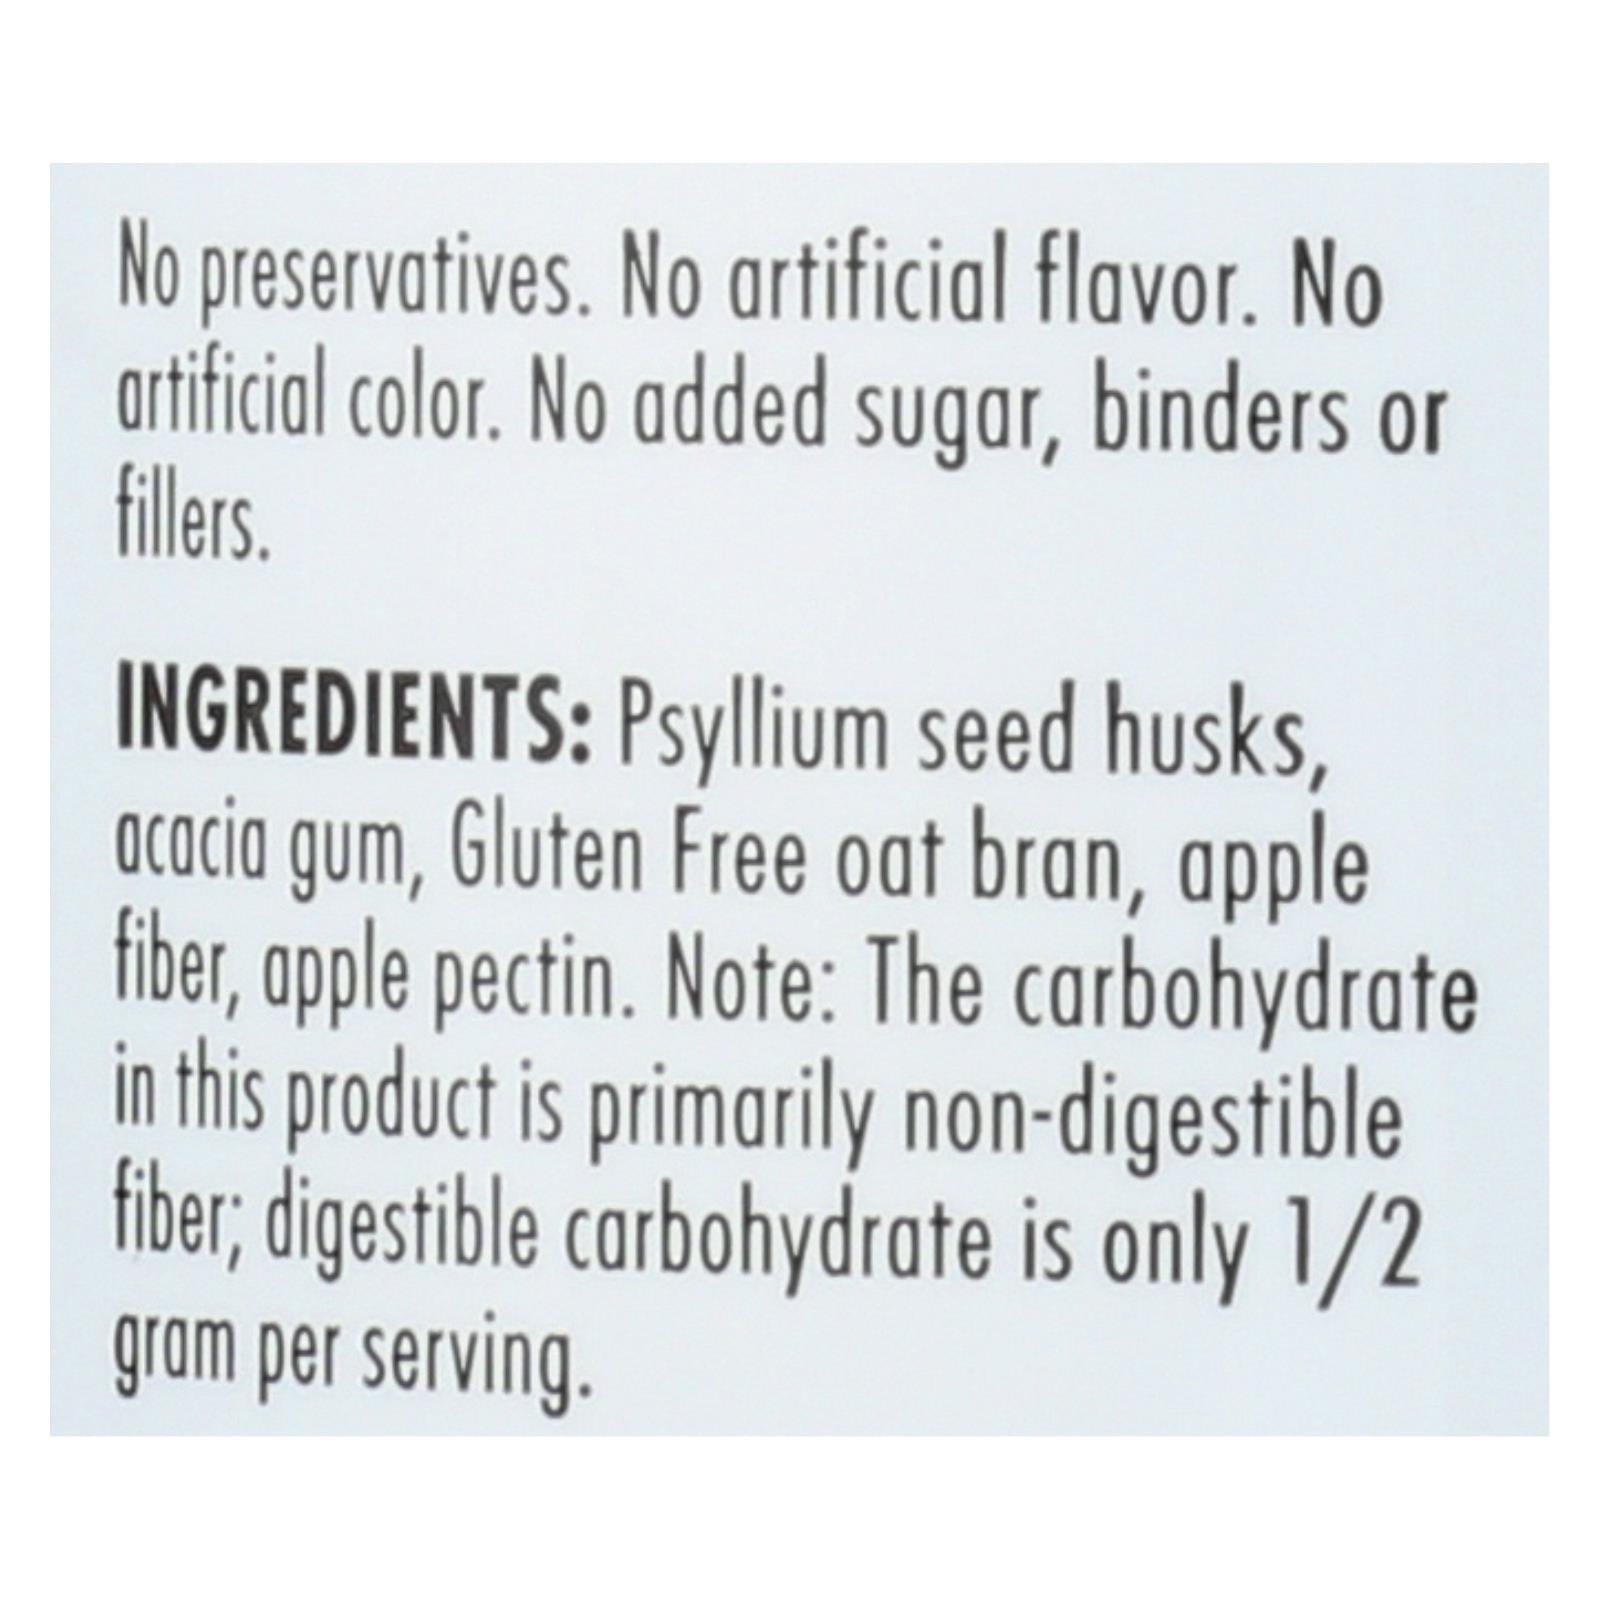 No preservatives. No artificial flavor. No
artificial color. No added sugar, binders or
fillers.
INGREDIENTS: Psyllium seed husks,
acacia gum, Gluten Free oat bran, apple
fiber, apple pectin. Note: The carbohydrate
in this product is primarily non-digestible
fiber; digestible carbohydrate is only 1/2
gram per serving.